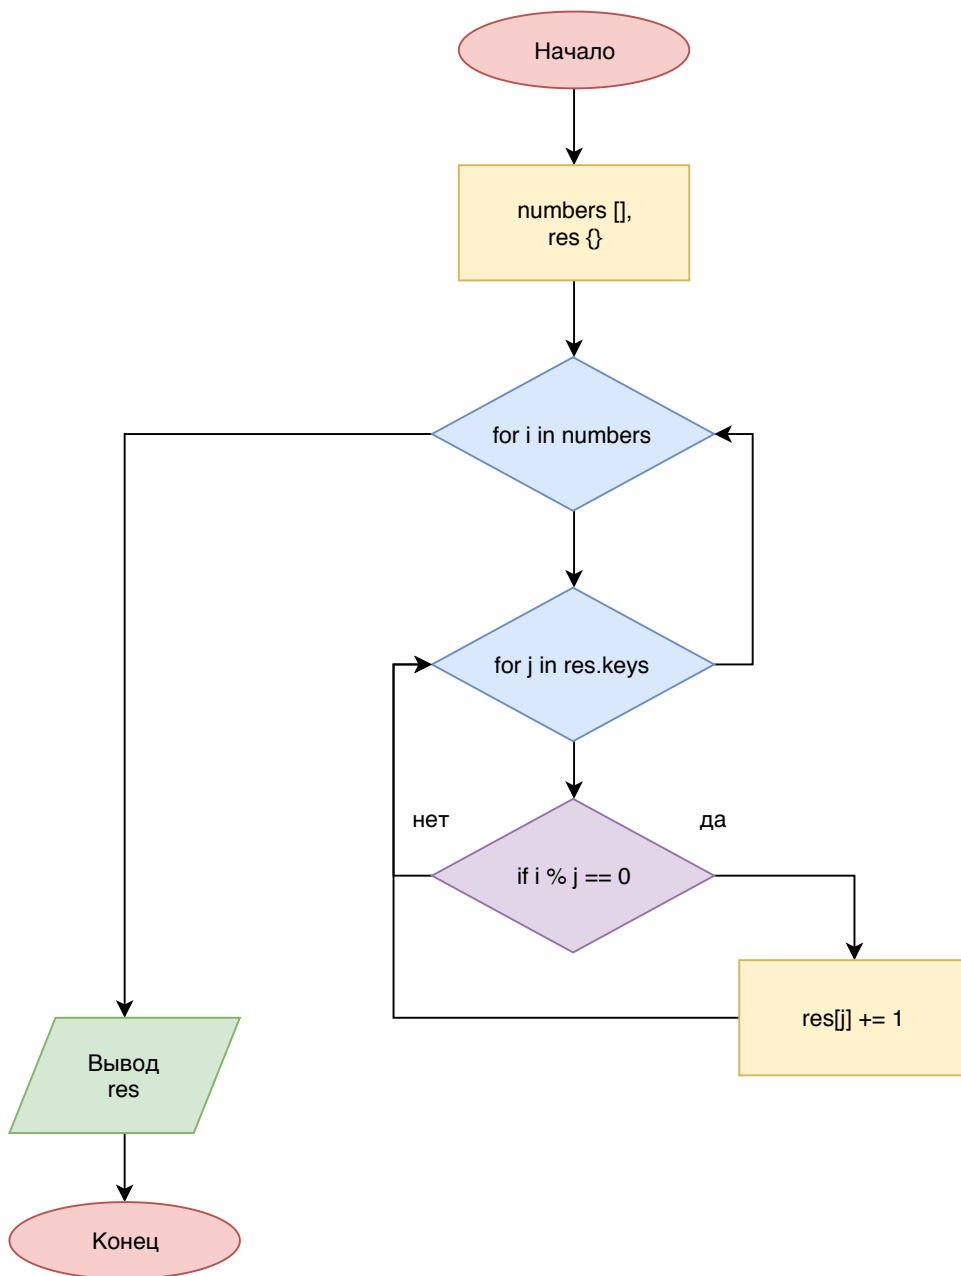 Начало
numbers [],
res {}
for i in numbers
for j in res.keys
нет
да
if i % j == 0
res[j] += 1
Вывод
res
Конец